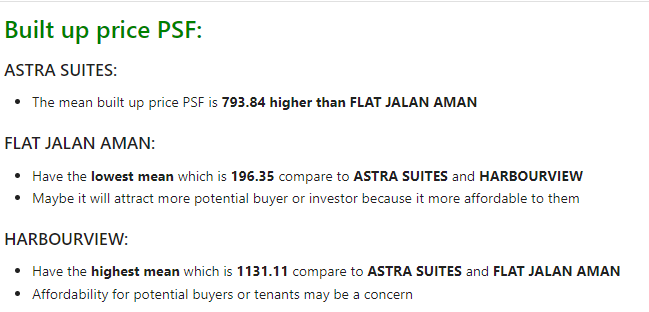 Built up price PSF:
ASTRA SUITES:
• The mean built up price PSF is 793.84 higher than FLAT JALAN AMAN
FLAT JALAN AMAN:
• Have the lowest mean which is 196.35 compare to ASTRA SUITES and HARBOURVIEW
• Maybe it will attract more potential buyer or investor because it more affordable to them
HARBOURVIEW:
• Have the highest mean which is 1131.11 compare to ASTRA SUITES and FLAT JALAN AMAN
• Affordability for potential buyers or tenants may be a concern